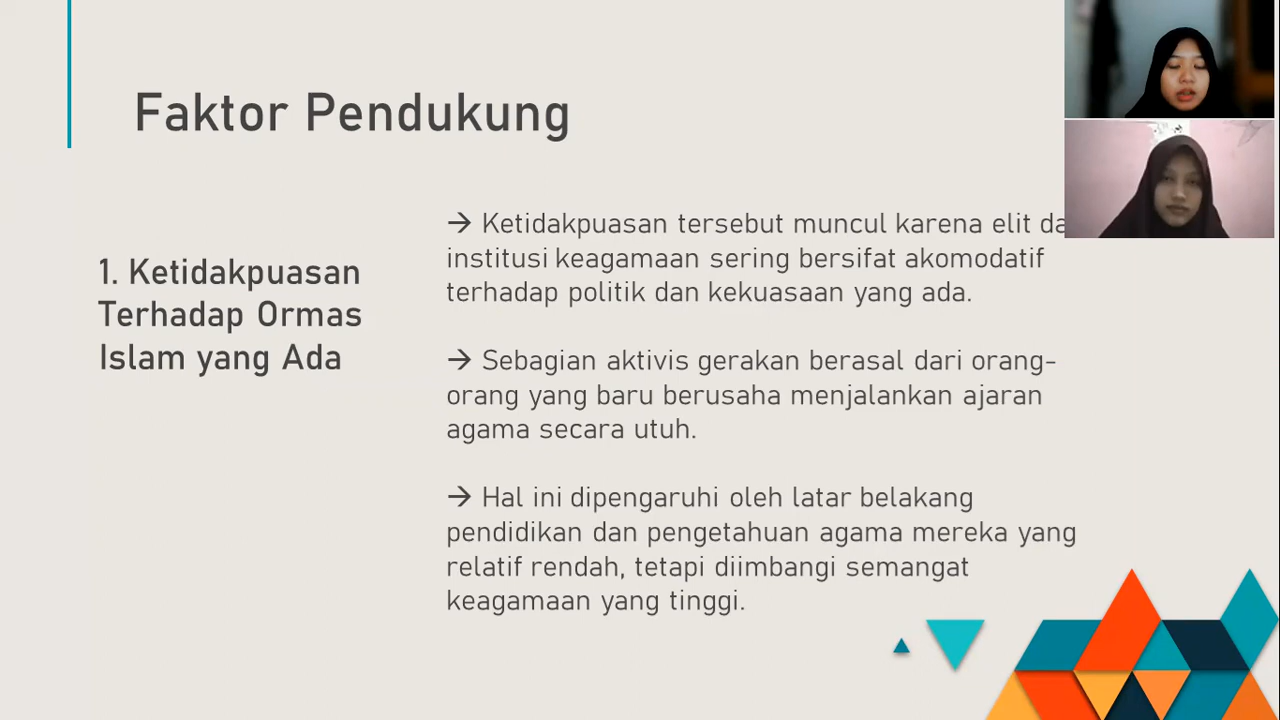 Faktor Pendukung
1. Ketidakpuasan
Terhadap Ormas
Islam yang Ada
→ Ketidakpuasan tersebut muncul karena elit
institusi keagamaan sering bersifat akomodatif
terhadap politik dan kekuasaan yang ada.
→ Sebagian aktivis gerakan berasal dari orang-
orang yang baru berusaha menjalankan ajaran
agama secara utuh.
→ Hal ini dipengaruhi oleh latar belakang
pendidikan dan pengetahuan agama mereka yang
relatif rendah, tetapi diimbangi semangat
keagamaan yang tinggi.